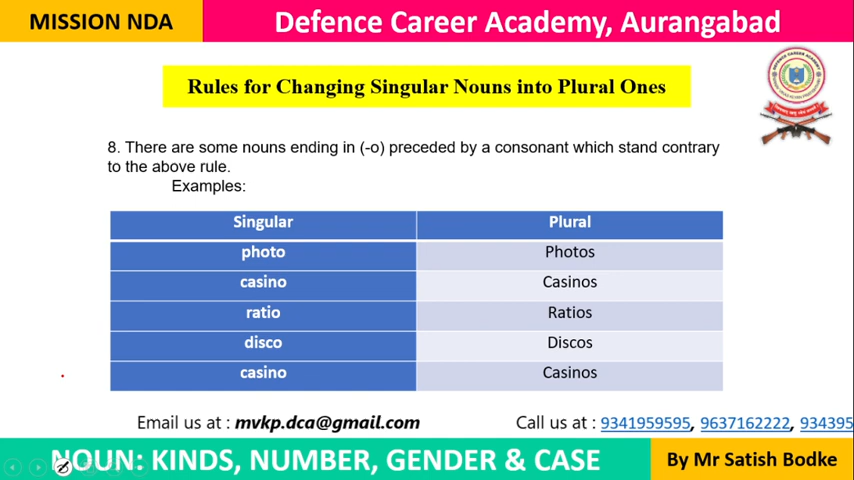 MISSION NDA
Defence Career Academy, Aurangabad
Rules for Changing Singular Nouns into Plural Ones
8. There are some nouns ending in (-o) preceded by a consonant which stand contrary
to the above rule.
Examples:
Singular Plural
photo Photos
casino Casinos
ratio Ratios
disco Discos
casino Casinos
Email us at : mvkp.dca@gmail.com
Call us at : 9341959595, 9637162222, 934395
NOUN: KINDS, NUMBER, GENDER & CASE
By Mr Satish Bodke